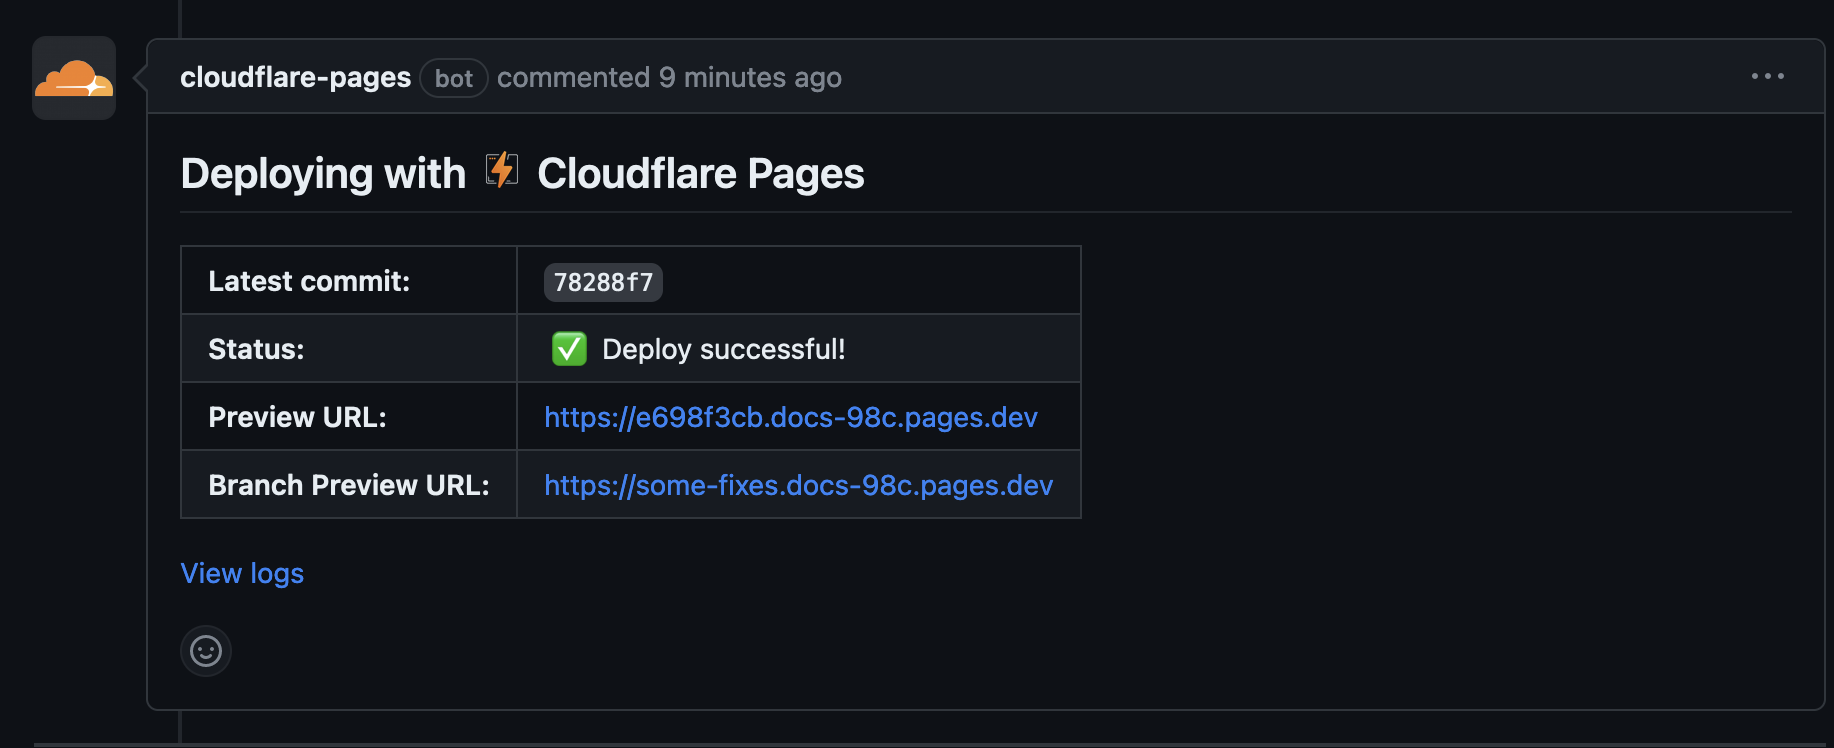 cloudflare-pages bot commented 9 minutes ago
Deploying with Cloudflare Pages
Latest commit: 78288f7
Status: ✅ Deploy successful!
Preview URL: https://e698f3cb.docs-98c.pages.dev
Branch Preview URL: https://some-fixes.docs-98c.pages.dev
View logs